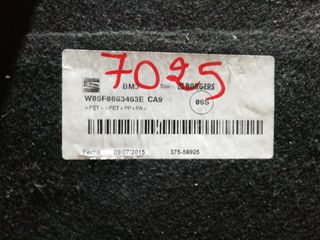 7025
BM3 BORGERS
W05F0863463E CA9 06S
>PET< <PET+PP+PA<
Fecha 09/07/2015 375-58925